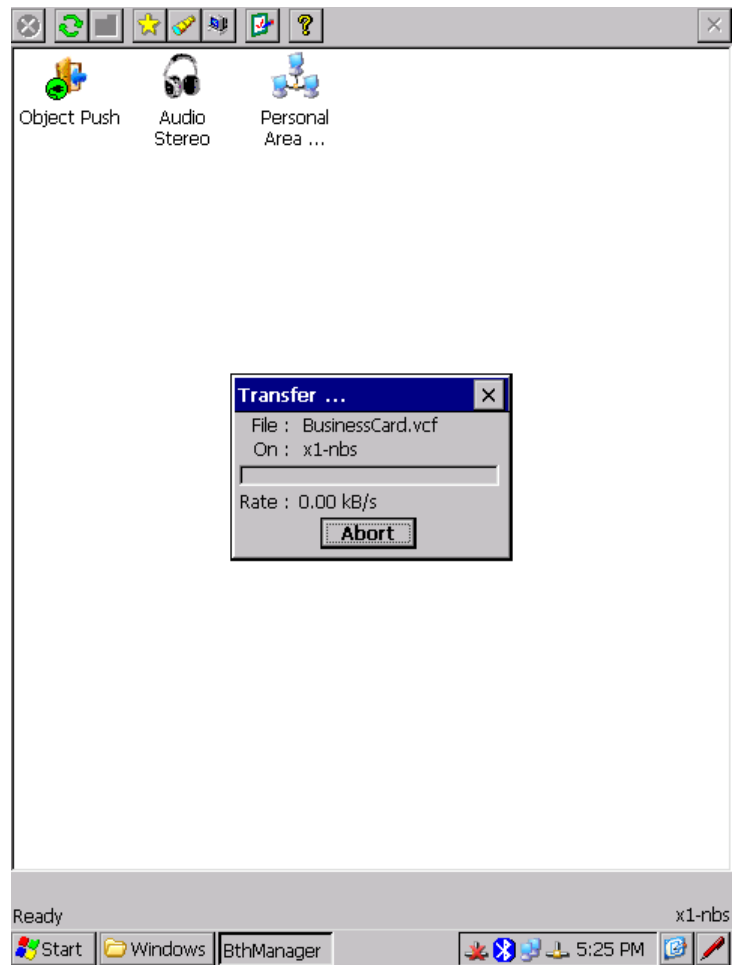 Object Push
Audio
Stereo
Personal
Area ...
Transfer ...
File : BusinessCard.vcf
On : x1-nbs
Rate : 0.00 kB/s
Abort
Ready
x1-nbs
Start
Windows
BthManager
5:25 PM